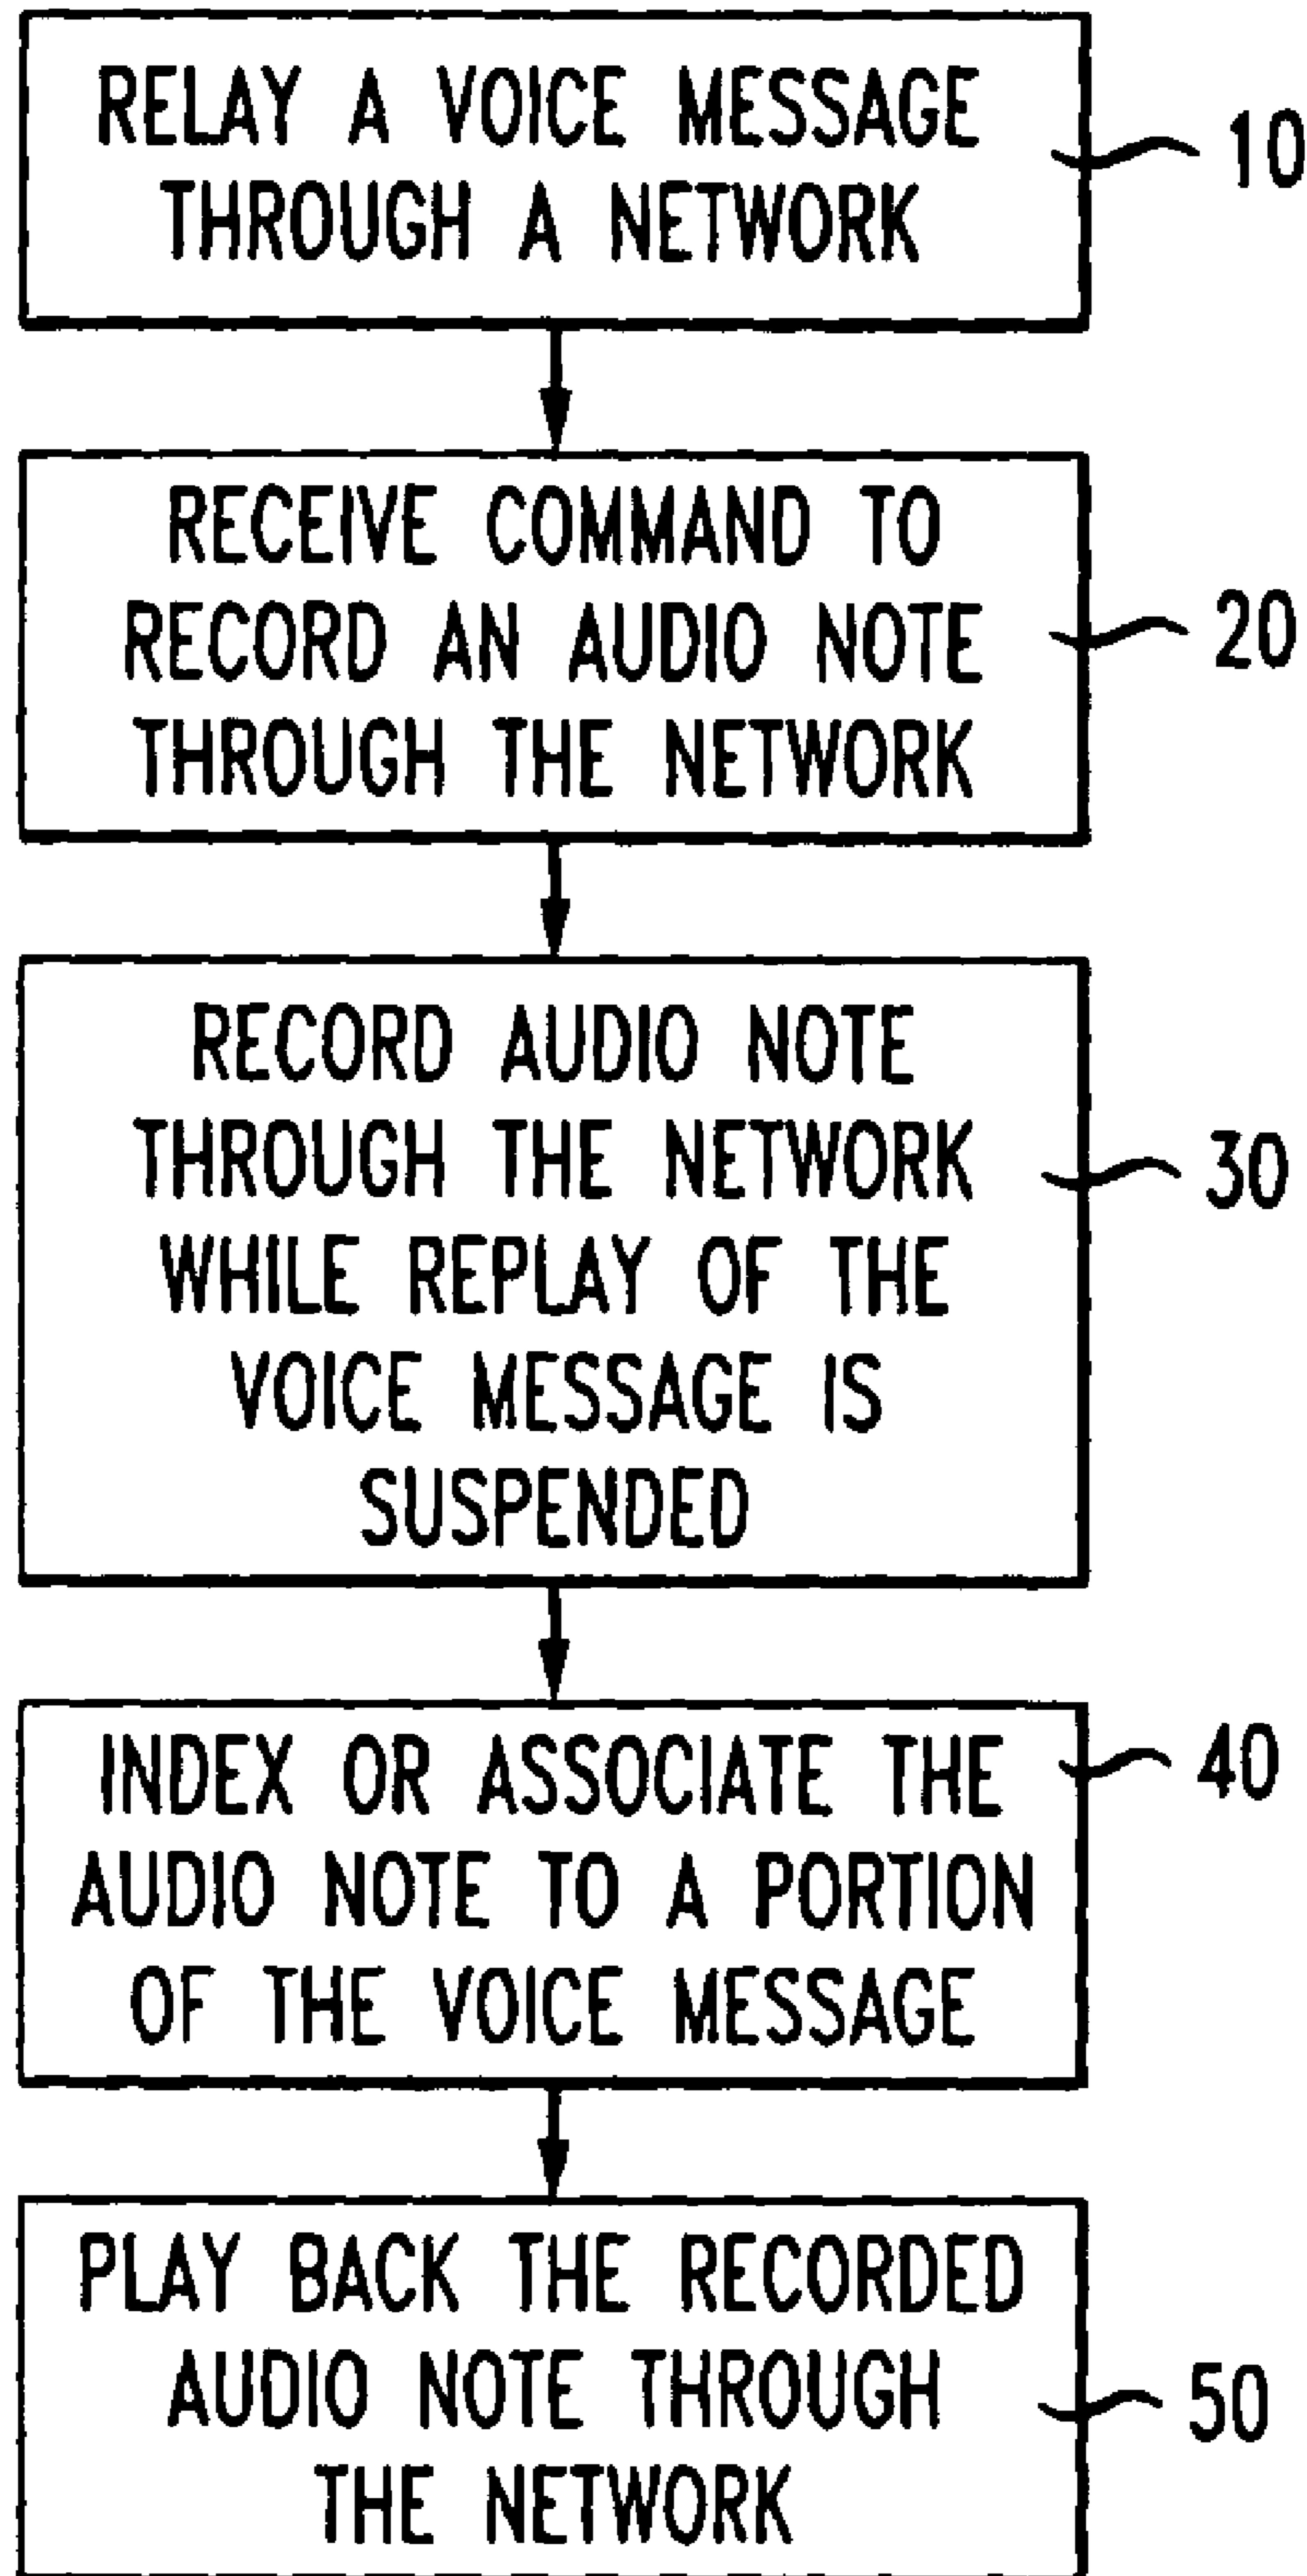 RELAY A VOICE MESSAGE
THROUGH A NETWORK
10
RECEIVE COMMAND TO
RECORD AN AUDIO NOTE
THROUGH THE NETWORK
20
RECORD AUDIO NOTE
THROUGH THE NETWORK
WHILE REPLAY OF THE
VOICE MESSAGE IS
SUSPENDED
30
INDEX OR ASSOCIATE THE
AUDIO NOTE TO A PORTION
OF THE VOICE MESSAGE
40
PLAY BACK THE RECORDED
AUDIO NOTE THROUGH
THE NETWORK
50